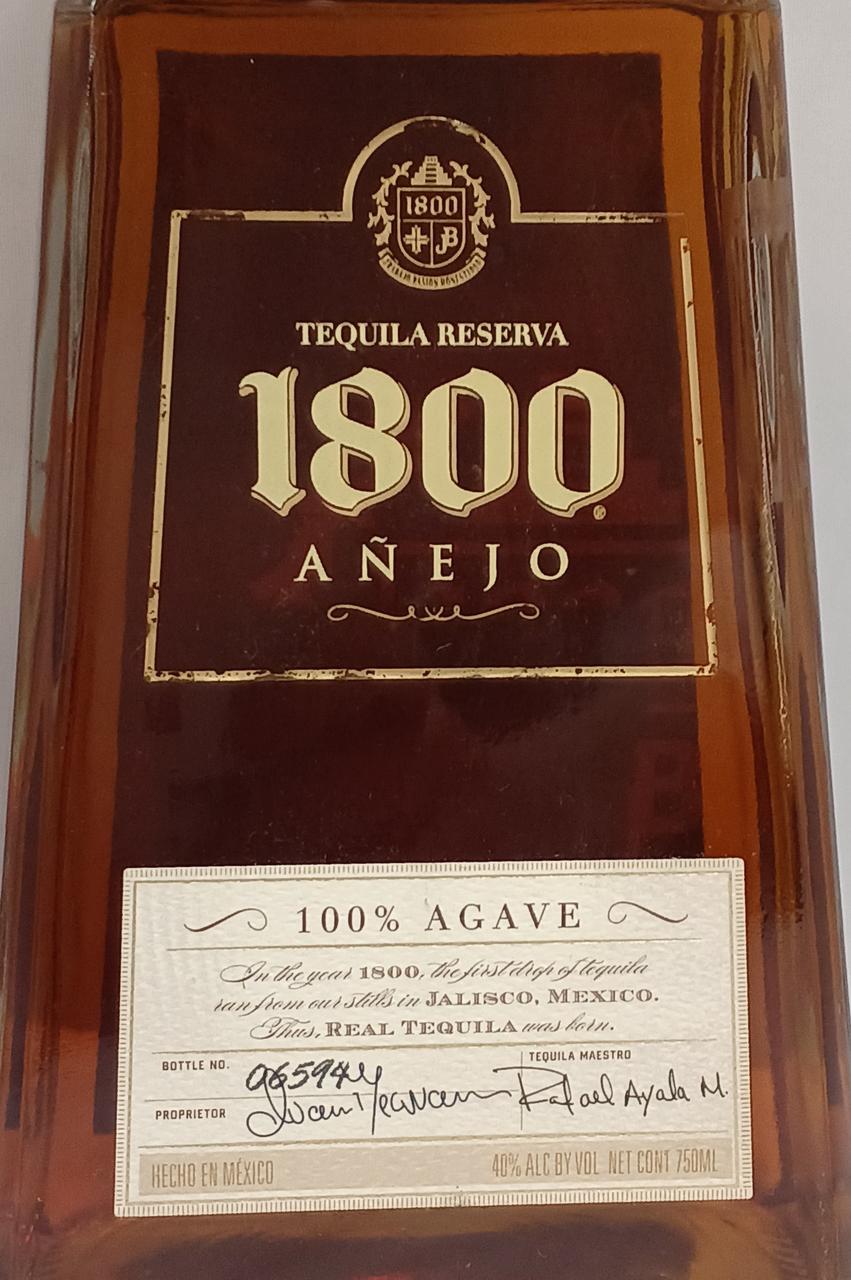 1800
JB
TEQUILA RESERVA
1800®
AÑEJO
100% AGAVE
In the year 1800, the first drop of tequila
ran from our stills in JALISCO, MEXICO.
Thus, REAL TEQUILA was born.
BOTTLE NO.
TEQUILA MAESTRO
Rafael Ayala M.
PROPRIETOR
HECHO EN MÉXICO
40% ALC BY VOL NET CONT 750ML